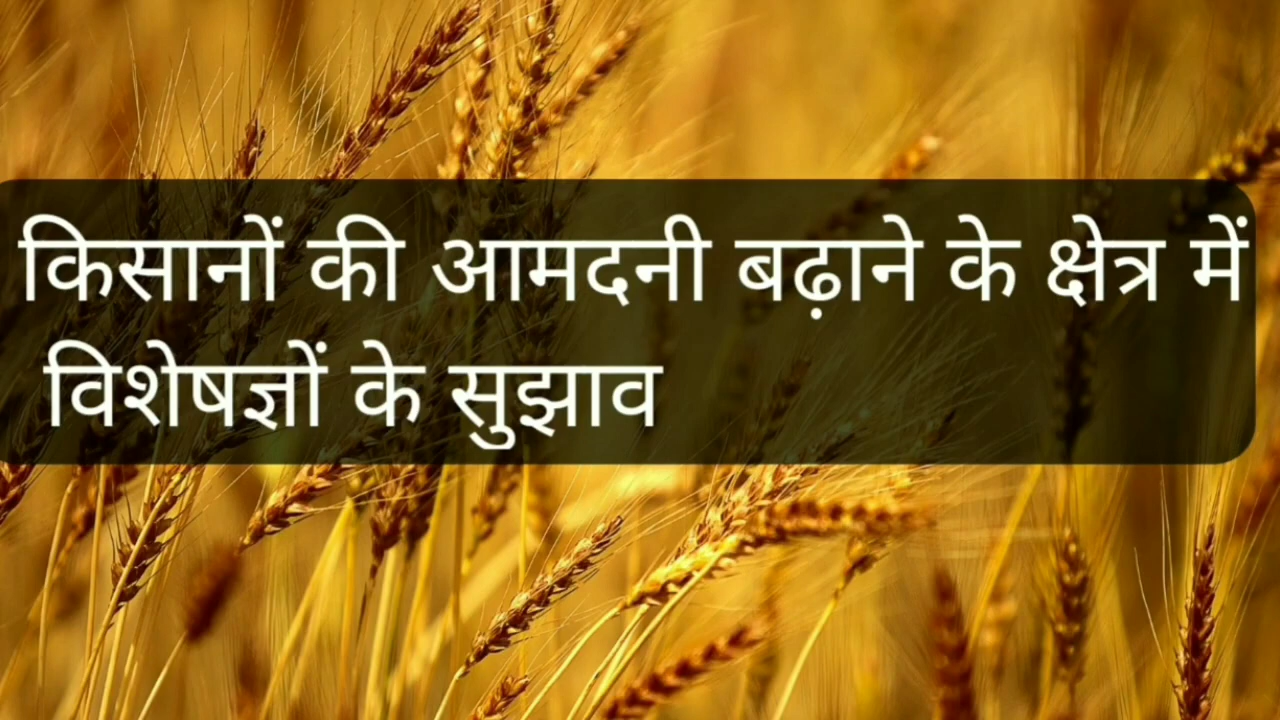 किसानों की आमदनी बढ़ाने के क्षेत्र में
विशेषज्ञों के सुझाव